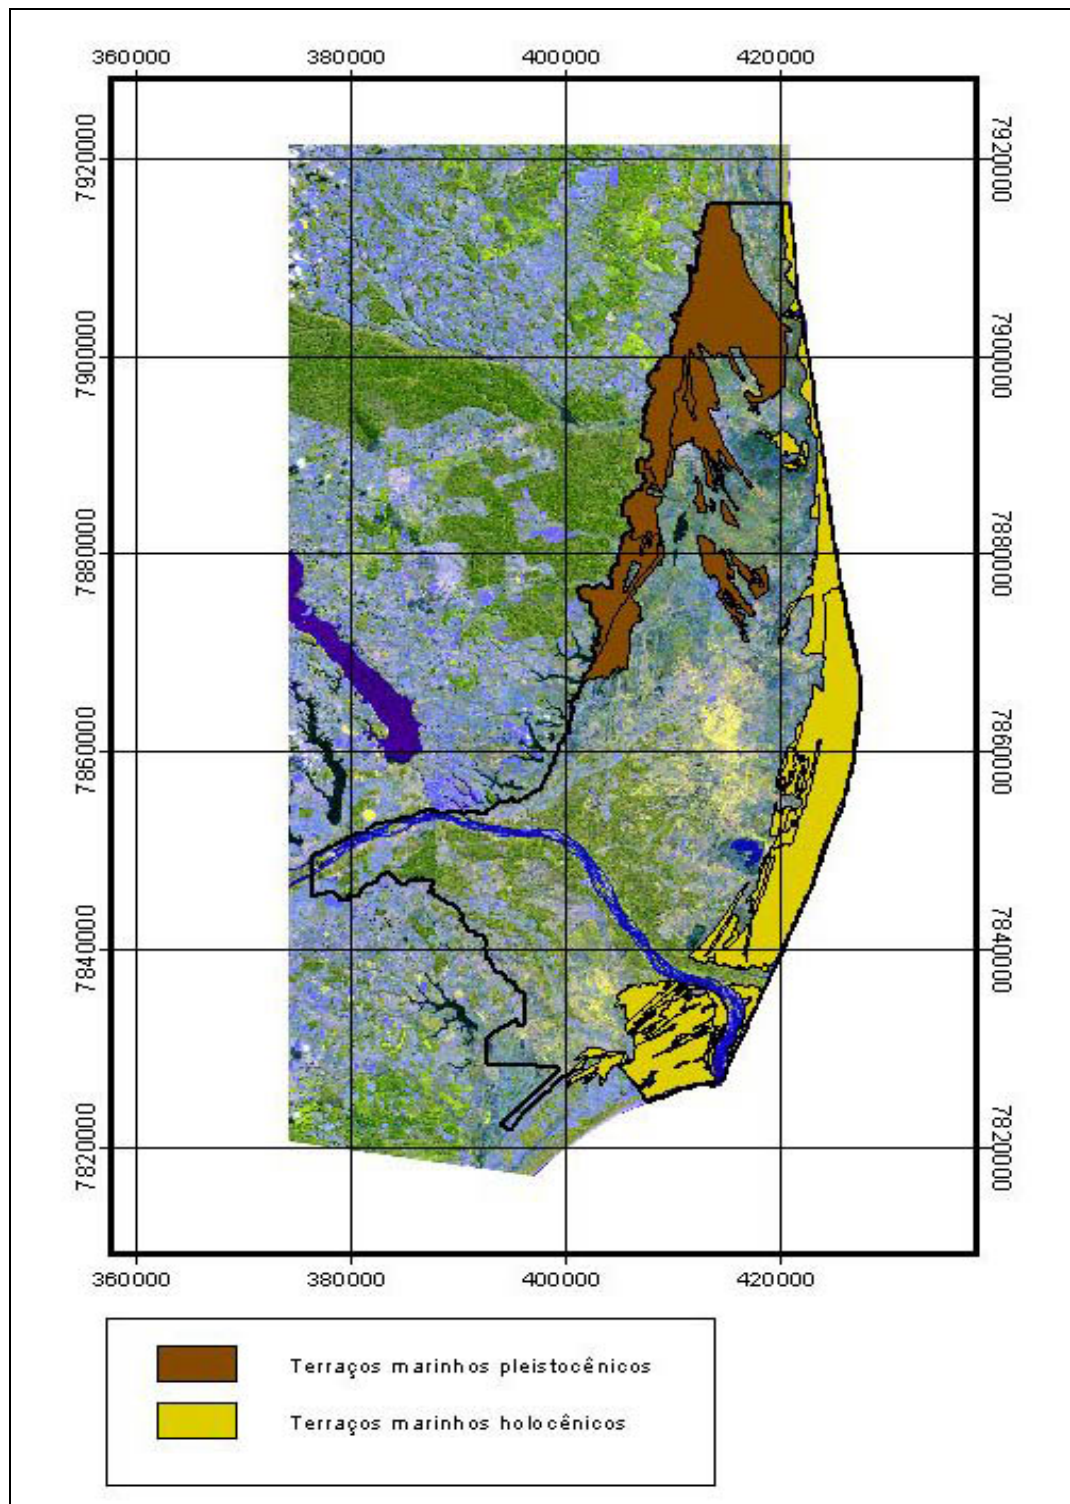 360000 380000 400000 420000
7920000 7920000
7900000 7900000
7880000 7880000
7860000 7860000
7840000 7840000
7820000 7820000
360000 380000 400000 420000
Terraços marinhos pleistocênicos
Terraços marinhos holocênicos